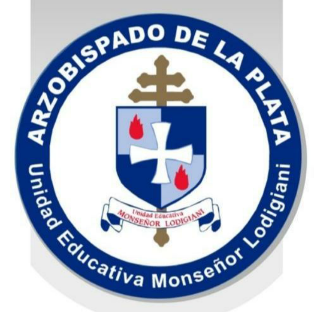 ARZOBISPADO DE LA PLATA
Unidad Educativa
MONSEÑOR LODIGIANI
Unidad Educativa Monseñor Lodigiani